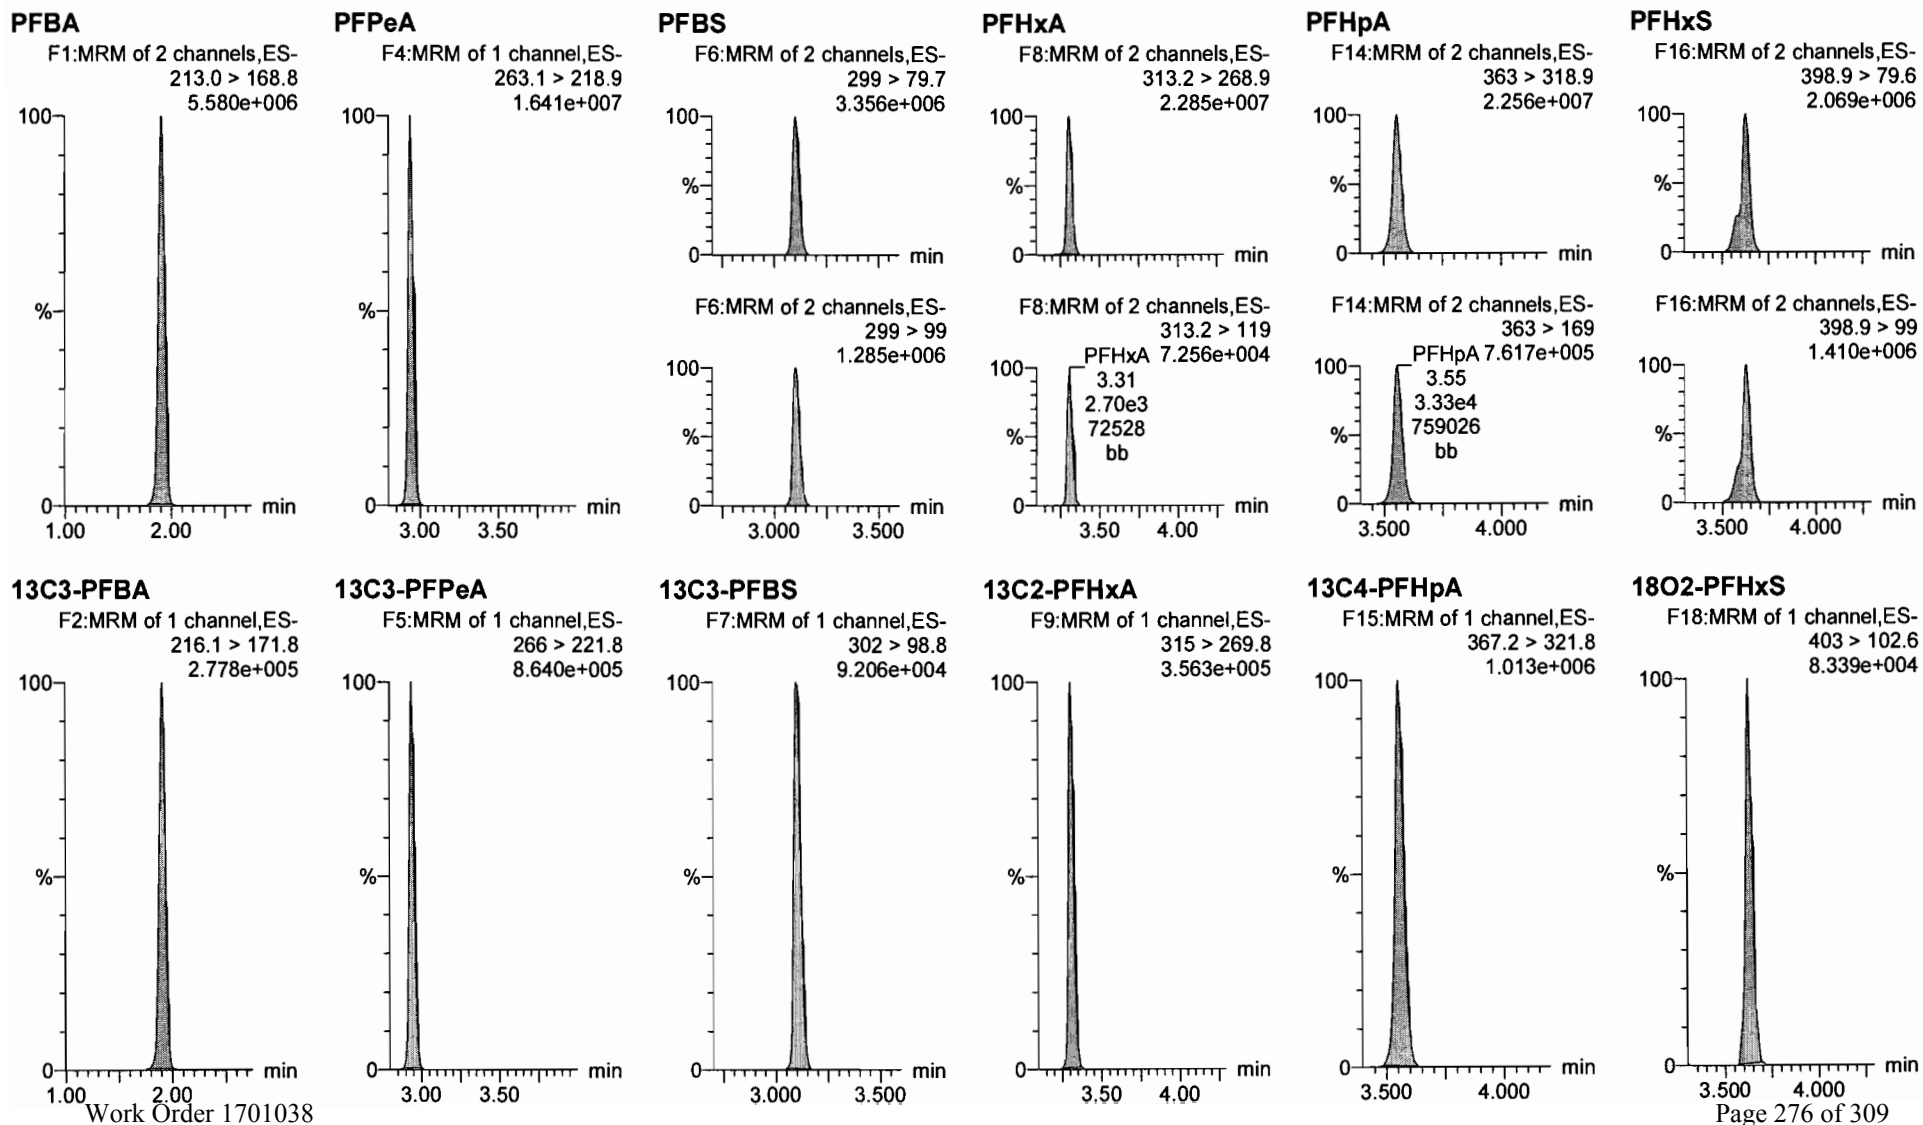 PFBA
F1:MRM of 2 channels,ES-
213.0 > 168.8
5.580e+006
100
%
0
min
1.00 2.00
PFPeA
F4:MRM of 1 channel,ES-
263.1 > 218.9
1.641e+007
100
%
0
min
3.00 3.50
PFBS
F6:MRM of 2 channels,ES-
299 > 79.7
3.356e+006
100
%
0
min
F6:MRM of 2 channels,ES-
299 > 99
1.285e+006
100
%
0
min
3.000 3.500
PFHxA
F8:MRM of 2 channels,ES-
313.2 > 268.9
2.285e+007
100
%
0
min
F8:MRM of 2 channels,ES-
313.2 > 119
PFHxA 7.256e+004
3.31
2.70e3
72528
bb
100
%
0
min
3.50 4.00
PFHpA
F14:MRM of 2 channels,ES-
363 > 318.9
2.256e+007
100
%
0
min
F14:MRM of 2 channels,ES-
363 > 169
PFHpA 7.617e+005
3.55
3.33e4
759026
bb
100
%
0
min
3.500 4.000
PFHxS
F16:MRM of 2 channels,ES-
398.9 > 79.6
2.069e+006
100
%
0
min
F16:MRM of 2 channels,ES-
398.9 > 99
1.410e+006
100
%
0
min
3.500 4.000
13C3-PFBA
F2:MRM of 1 channel,ES-
216.1 > 171.8
2.778e+005
100
%
0
min
1.00 2.00
13C3-PFPeA
F5:MRM of 1 channel,ES-
266 > 221.8
8.640e+005
100
%
0
min
3.00 3.50
13C3-PFBS
F7:MRM of 1 channel,ES-
302 > 98.8
9.206e+004
100
%
0
min
3.000 3.500
13C2-PFHxA
F9:MRM of 1 channel,ES-
315 > 269.8
3.563e+005
100
%
0
min
3.50 4.00
13C4-PFHpA
F15:MRM of 1 channel,ES-
367.2 > 321.8
1.013e+006
100
%
0
min
3.500 4.000
18O2-PFHxS
F18:MRM of 1 channel,ES-
403 > 102.6
8.339e+004
100
%
0
min
3.500 4.000
Work Order 1701038
Page 276 of 309